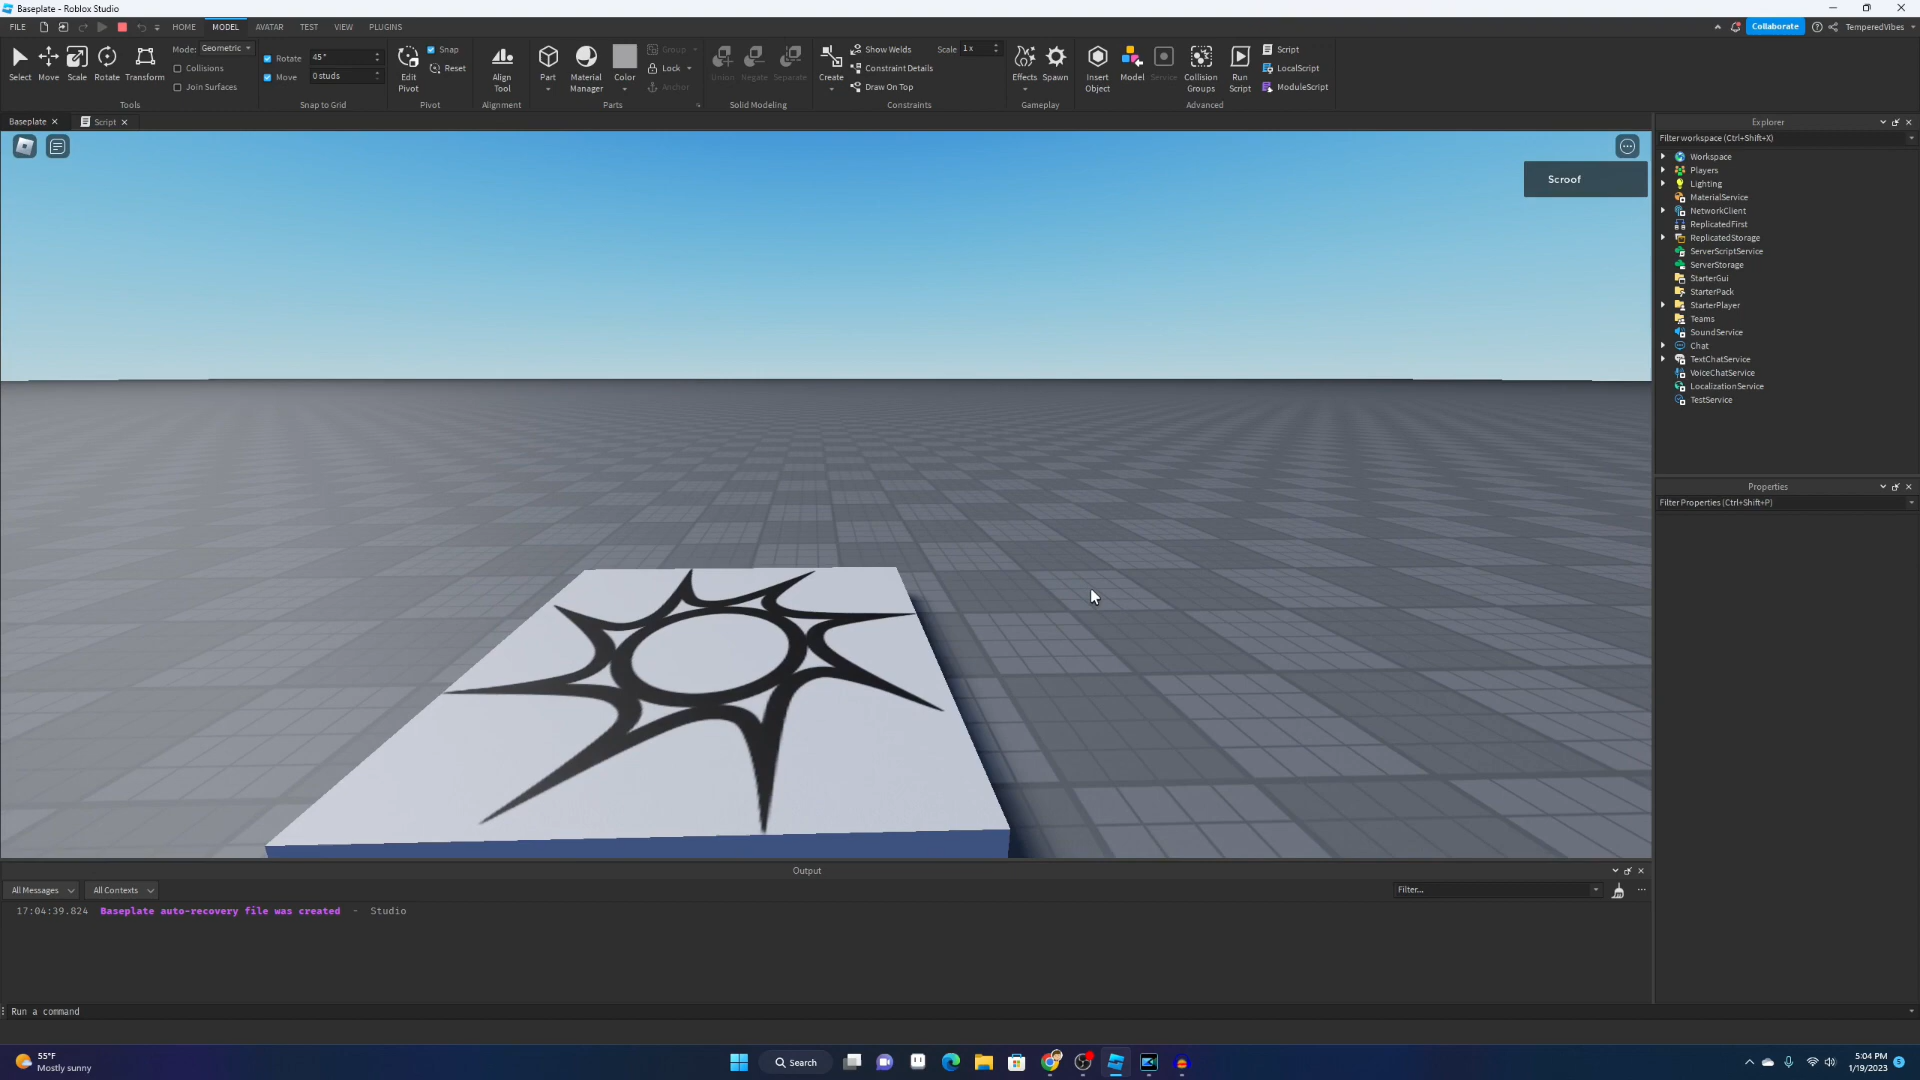 Baseplate - Roblox Studio
FILE HOME MODEL AVATAR TEST VIEW PLUGINS Collaborate TemperedVibes
Select Move Scale Rotate Transform
Mode: Geometric
Collisions
Join Surfaces
Tools
Rotate 45°
Move 0 studs
Snap to Grid
Edit Pivot
Snap
Reset
Pivot
Align Tool
Alignment
Part Material Manager Color
Group
Lock
Anchor
Parts
Union Negate Separate
Solid Modeling
Create
Show Welds
Constraint Details
Draw On Top
Scale 1x
Constraints
Effects Spawn
Gameplay
Insert Object Model Service Collision Groups Run Script
Script
LocalScript
ModuleScript
Advanced
Baseplate Script
Scroof
Explorer
Filter workspace (Ctrl+Shift+X)
Workspace
Players
Lighting
MaterialService
NetworkClient
ReplicatedFirst
ReplicatedStorage
ServerScriptService
ServerStorage
StarterGui
StarterPack
StarterPlayer
Teams
SoundService
Chat
TextChatService
VoiceChatService
LocalizationService
TestService
Properties
Filter Properties (Ctrl+Shift+P)
Output
All Messages All Contexts Filter...
17:04:39.824 Baseplate auto-recovery file was created - Studio
Run a command
55°F
Mostly sunny
Search
5:04 PM
1/19/2023